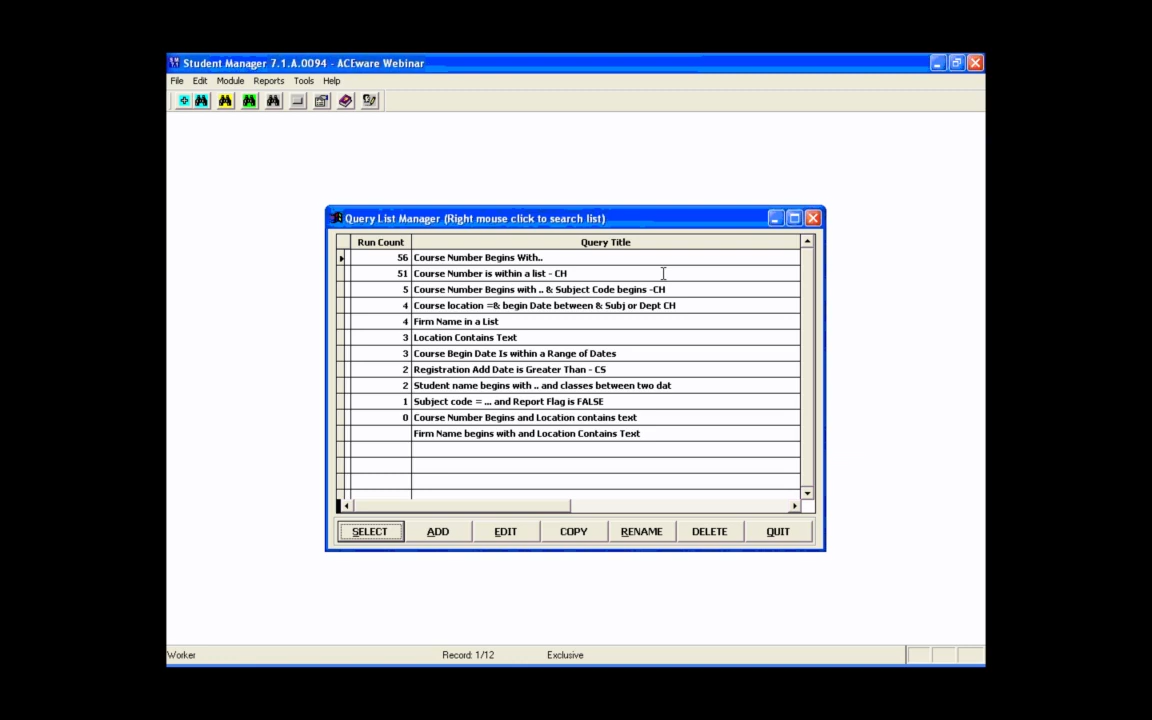 Student Manager 7.1.A.0094 - ACEware Webinar
File Edit Module Reports Tools Help
Query List Manager (Right mouse click to search list)
Run Count Query Title
56 Course Number Begins With..
51 Course Number is within a list - CH
5 Course Number Begins with .. & Subject Code begins -CH
4 Course location =& begin Date between & Subj or Dept CH
4 Firm Name in a List
3 Location Contains Text
3 Course Begin Date Is within a Range of Dates
2 Registration Add Date is Greater Than - CS
2 Student name begins with .. and classes between two dat
1 Subject code = ... and Report Flag is FALSE
0 Course Number Begins and Location contains text
Firm Name begins with and Location Contains Text
SELECT ADD EDIT COPY RENAME DELETE QUIT
Worker Record: 1/12 Exclusive